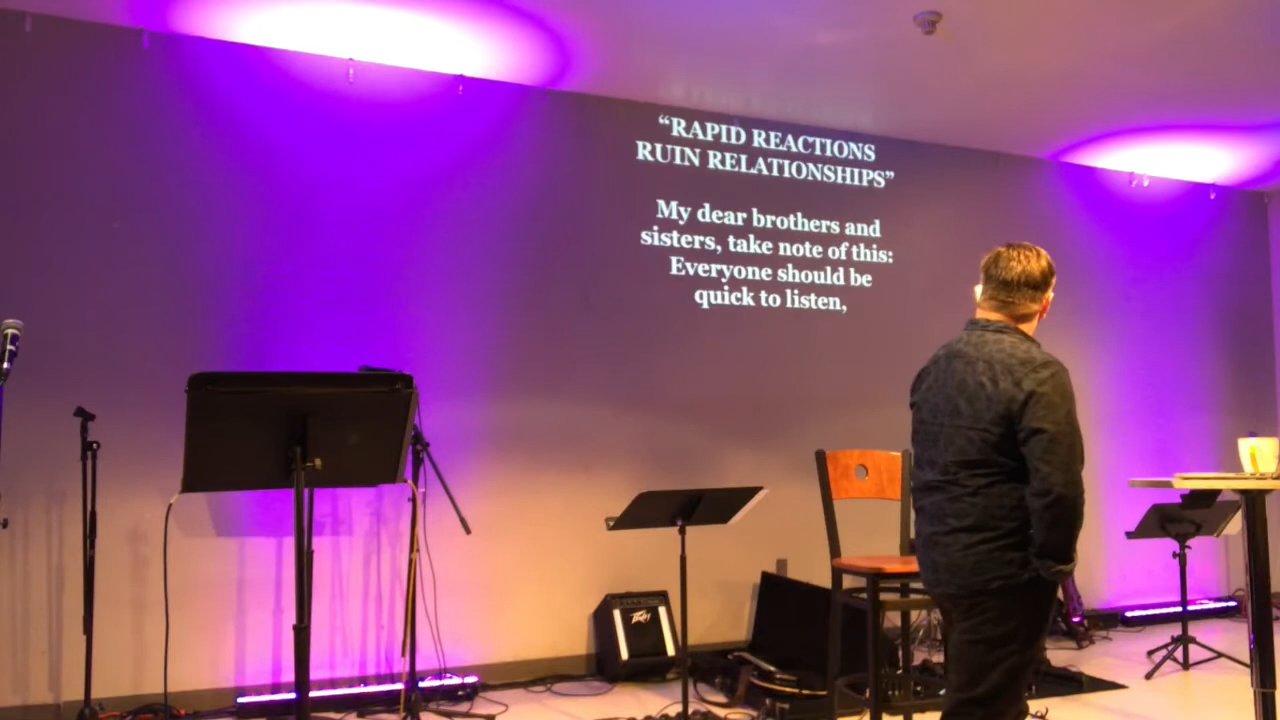 “RAPID REACTIONS
RUIN RELATIONSHIPS”
My dear brothers and
sisters, take note of this:
Everyone should be
quick to listen,
PEAVEY